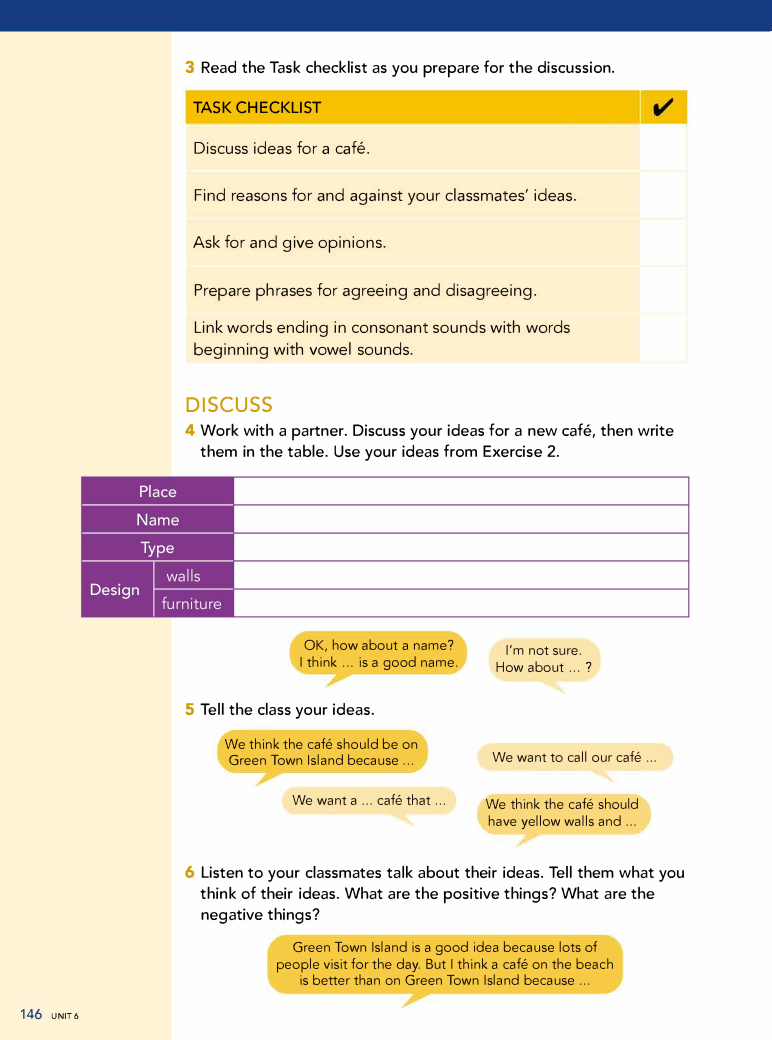 3 Read the Task checklist as you prepare for the discussion.
TASK CHECKLIST ✔
Discuss ideas for a café.
Find reasons for and against your classmates’ ideas.
Ask for and give opinions.
Prepare phrases for agreeing and disagreeing.
Link words ending in consonant sounds with words
beginning with vowel sounds.
DISCUSS
4 Work with a partner. Discuss your ideas for a new café, then write
them in the table. Use your ideas from Exercise 2.
Place
Name
Type
Design
walls
furniture
OK, how about a name?
I think ... is a good name.
I’m not sure.
How about ... ?
5 Tell the class your ideas.
We think the café should be on
Green Town Island because ...
We want to call our café ...
We want a ... café that ...
We think the café should
have yellow walls and ...
6 Listen to your classmates talk about their ideas. Tell them what you
think of their ideas. What are the positive things? What are the
negative things?
Green Town Island is a good idea because lots of
people visit for the day. But I think a café on the beach
is better than on Green Town Island because ...
146 UNIT 6